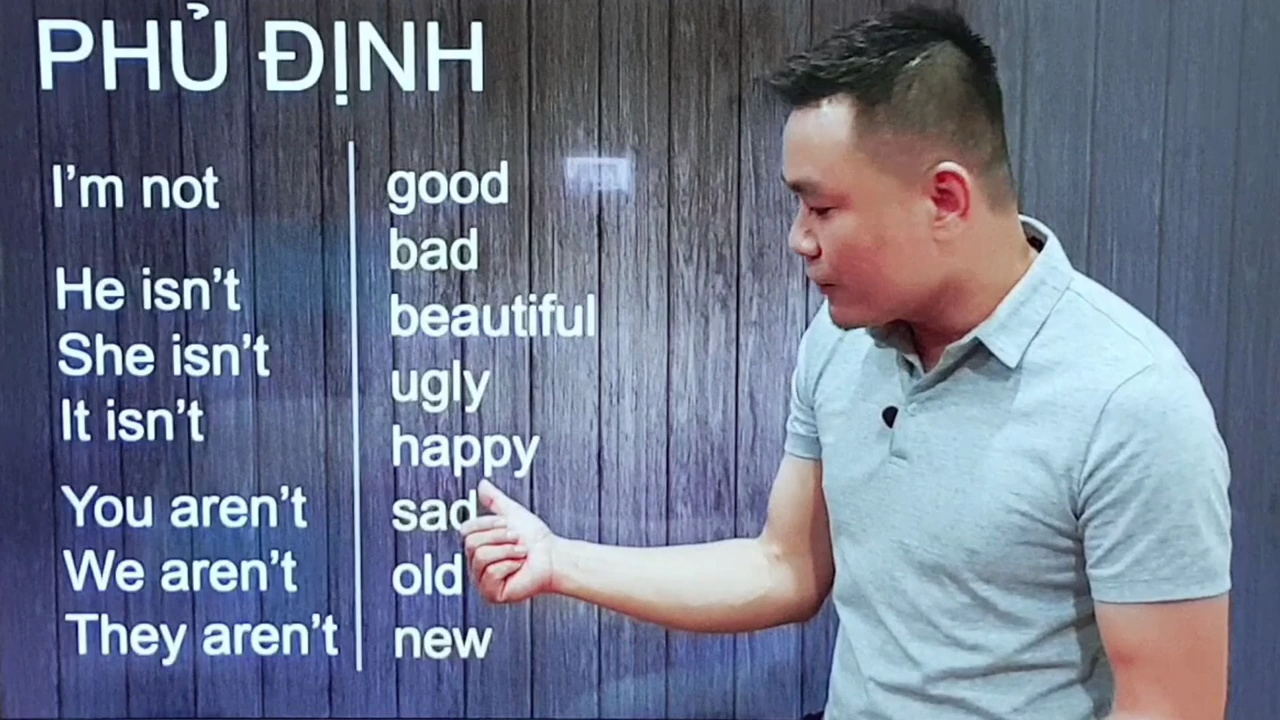 PHỦ ĐỊNH
I'm not
He isn't
She isn't
It isn't
You aren't
We aren't
They aren't
good
bad
beautiful
ugly
happy
sad
old
new